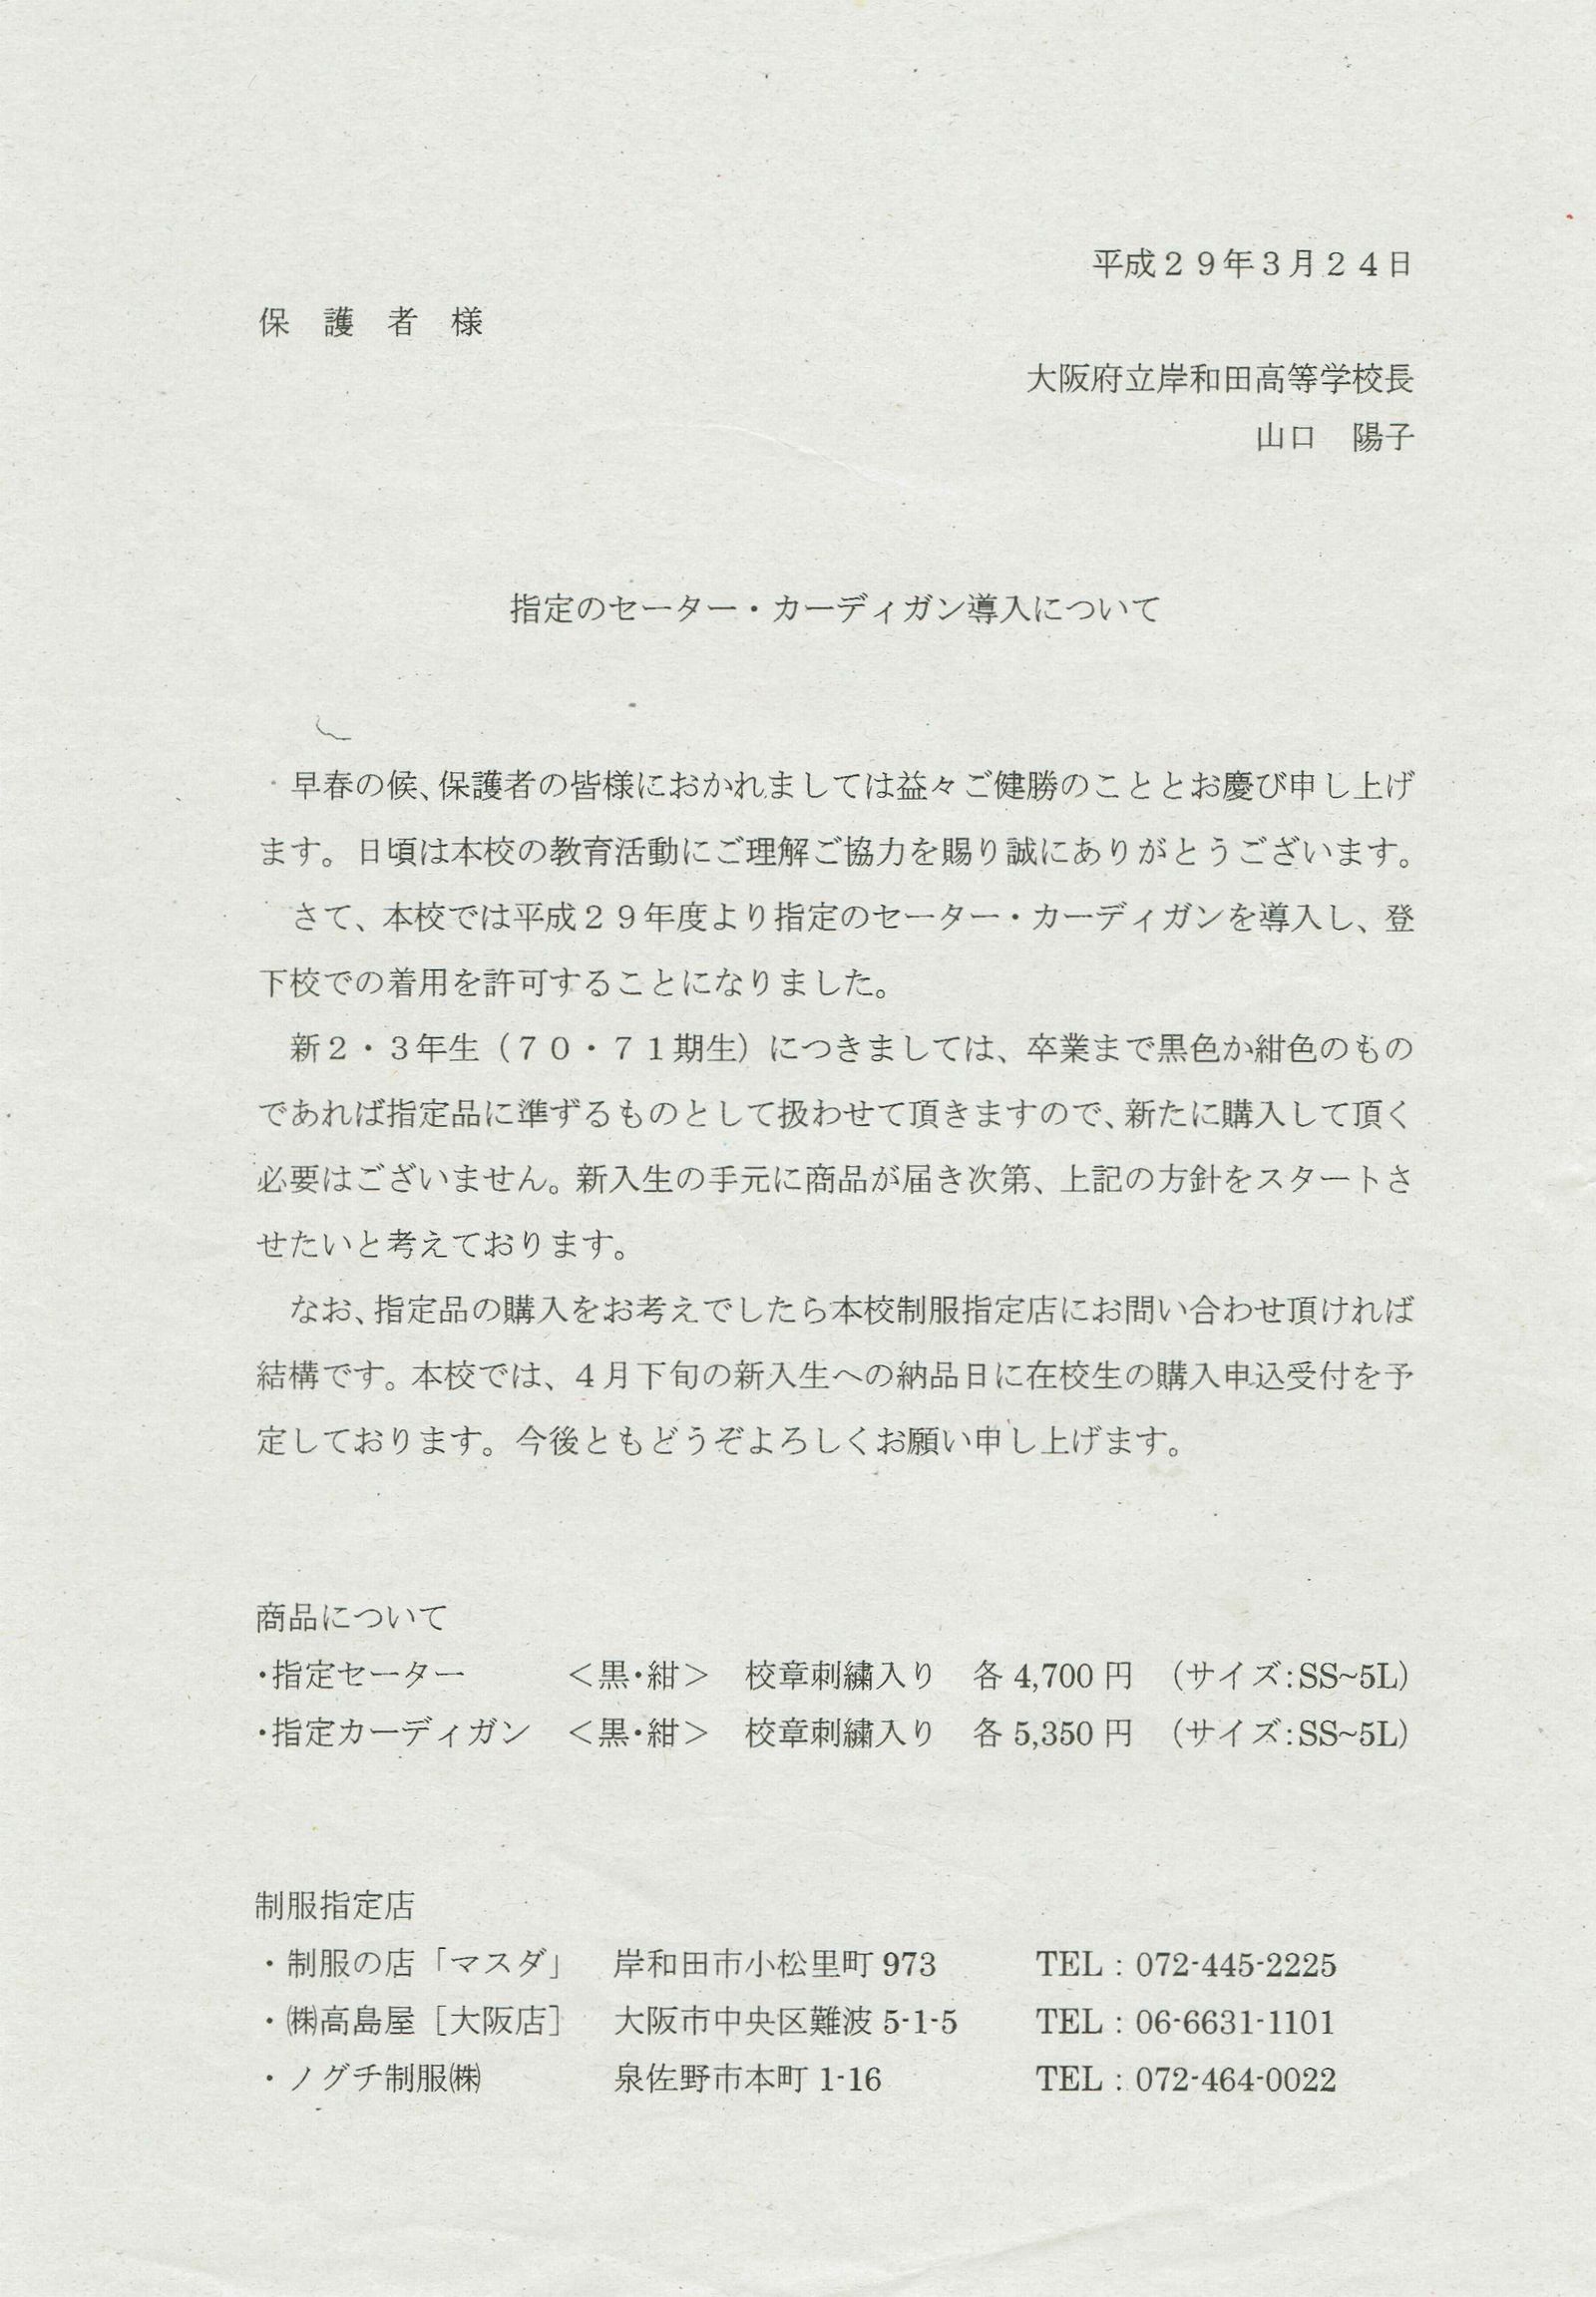 平成２９年３月２４日
保　護　者　様
大阪府立岸和田高等学校長
山口　陽子
指定のセーター・カーディガン導入について
早春の候、保護者の皆様におかれましては益々ご健勝のこととお慶び申し上げ
ます。日頃は本校の教育活動にご理解ご協力を賜り誠にありがとうございます。
さて、本校では平成２９年度より指定のセーター・カーディガンを導入し、登
下校での着用を許可することになりました。
新２・３年生（７０・７１期生）につきましては、卒業まで黒色か紺色のもの
であれば指定品に準ずるものとして扱わせて頂きますので、新たに購入して頂く
必要はございません。新入生の手元に商品が届き次第、上記の方針をスタートさ
せたいと考えております。
なお、指定品の購入をお考えでしたら本校制服指定店にお問い合わせ頂ければ
結構です。本校では、４月下旬の新入生への納品日に在校生の購入申込受付を予
定しております。今後ともどうぞよろしくお願い申し上げます。
商品について
・指定セーター　　　＜黒・紺＞　校章刺繍入り　各 4,700 円　（サイズ：SS~5L）
・指定カーディガン　＜黒・紺＞　校章刺繍入り　各 5,350 円　（サイズ：SS~5L）
制服指定店
・制服の店「マスダ」　岸和田市小松里町 973　　TEL：072-445-2225
・㈱高島屋［大阪店］　大阪市中央区難波 5-1-5　　TEL：06-6631-1101
・ノグチ制服㈱　　　　泉佐野市本町 1-16　　TEL：072-464-0022